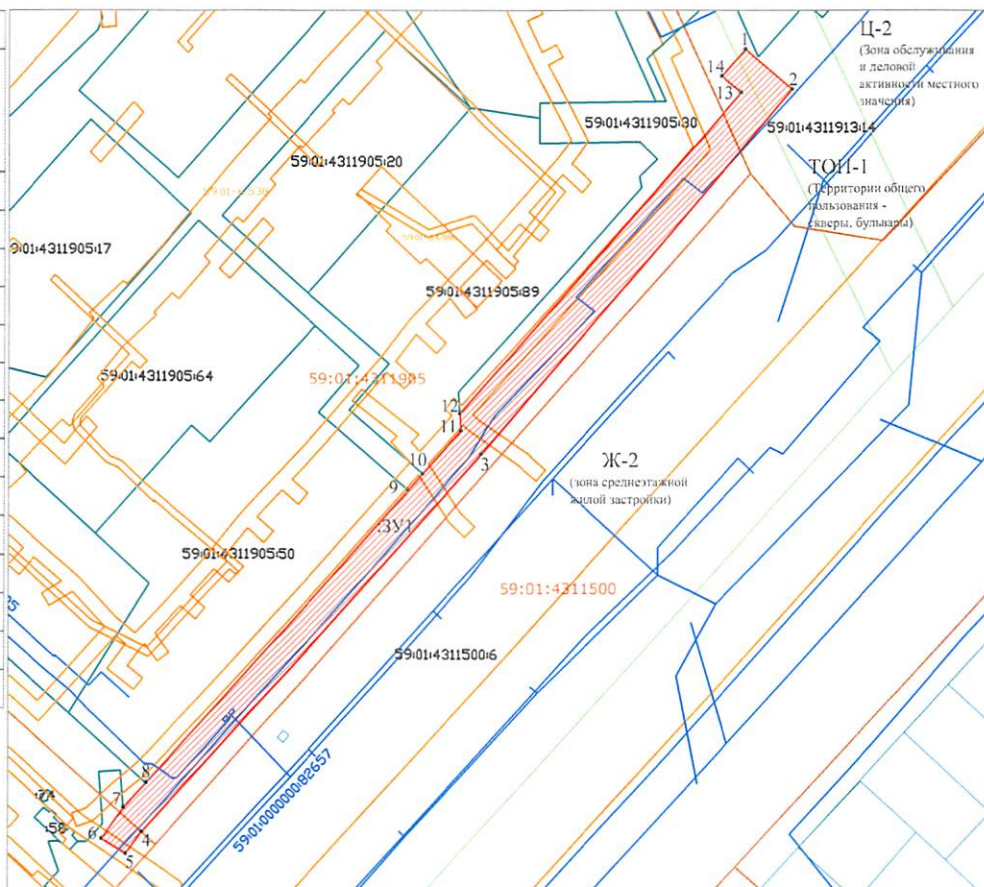 Ц-2
(Зона обслуживания
и деловой
активности местного
значения)
1
14
2
13
59:01:4311905:30
59:01:4311913:14
59:01:4311905:20
ТОП-1
(Территории общего
пользования -
скверы, бульвары)
9:01:4311905:17
59:01:4311905:89
59:01:4311905:64
59:01:4311905
12
11
3
10
9
Ж-2
(зона среднеэтажной
жилой застройки)
:ЗУ1
59:01:4311905:50
59:01:4311500
59:01:4311500:6
59:01:0000000:82657
8
:74
7
:58
6
4
5